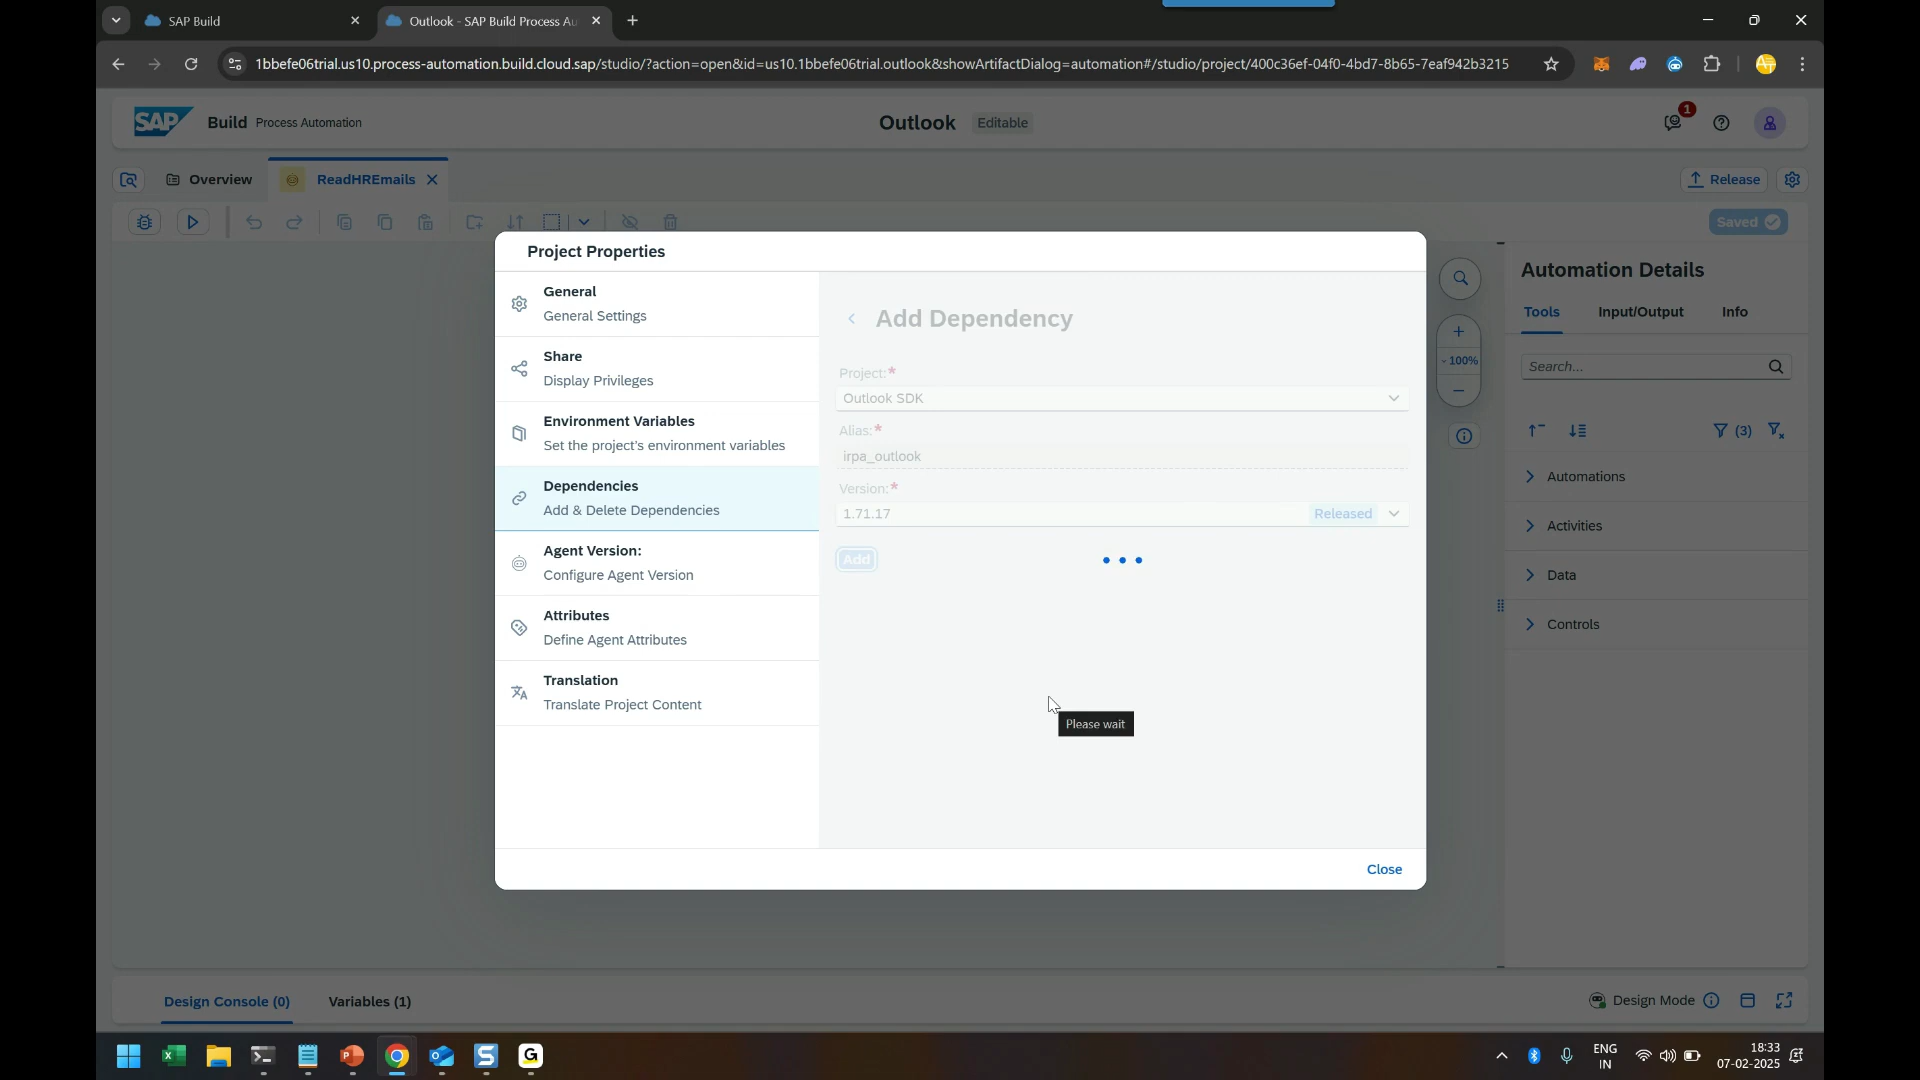 SAP Build
Outlook - SAP Build Process Au
1bbefe06trial.us10.process-automation.build.cloud.sap/studio/?action=open&id=us10.1bbefe06trial.outlook&showArtifactDialog=automation#/studio/project/400c36ef-04f0-4bd7-8b65-7eaf942b3215
SAP Build Process Automation
Outlook Editable
1
Overview
ReadHREmails
Release
Saved
Project Properties
General
General Settings
Share
Display Privileges
Environment Variables
Set the project's environment variables
Dependencies
Add & Delete Dependencies
Agent Version:
Configure Agent Version
Attributes
Define Agent Attributes
Translation
Translate Project Content
Add Dependency
Project:*
Outlook SDK
Alias:*
irpa_outlook
Version:*
1.71.17 Released
Add
Please wait
Close
100%
Automation Details
Tools Input/Output Info
Search...
(3)
Automations
Activities
Data
Controls
Design Console (0) Variables (1)
Design Mode
ENG
IN
18:33
07-02-2025